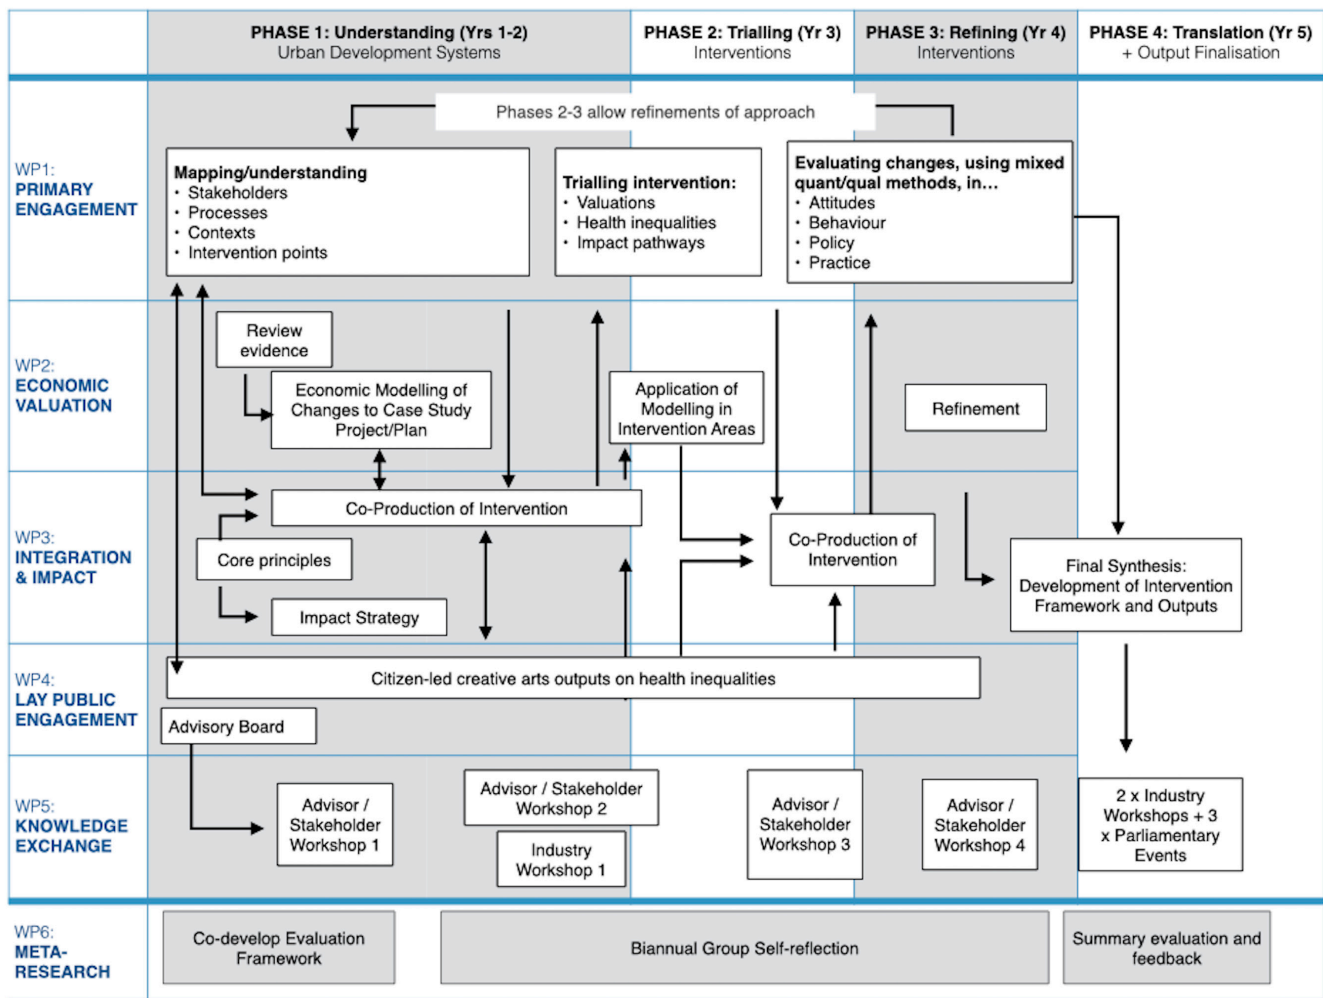 PHASE 1: Understanding (Yrs 1-2)
Urban Development Systems
PHASE 2: Trialling (Yr 3)
Interventions
PHASE 3: Refining (Yr 4)
Interventions
PHASE 4: Translation (Yr 5)
+ Output Finalisation
Phases 2-3 allow refinements of approach
WP1:
PRIMARY
ENGAGEMENT
Mapping/understanding
• Stakeholders
• Processes
• Contexts
• Intervention points
Trialling intervention:
• Valuations
• Health inequalities
• Impact pathways
Evaluating changes, using mixed
quant/qual methods, in...
• Attitudes
• Behaviour
• Policy
• Practice
WP2:
ECONOMIC
VALUATION
Review
evidence
Economic Modelling of
Changes to Case Study
Project/Plan
Application of
Modelling in
Intervention Areas
Refinement
WP3:
INTEGRATION
& IMPACT
Co-Production of Intervention
Core principles
Impact Strategy
Co-Production of
Intervention
Final Synthesis:
Development of Intervention
Framework and Outputs
WP4:
LAY PUBLIC
ENGAGEMENT
Citizen-led creative arts outputs on health inequalities
Advisory Board
WP5:
KNOWLEDGE
EXCHANGE
Advisor /
Stakeholder
Workshop 1
Advisor / Stakeholder
Workshop 2
Industry
Workshop 1
Advisor /
Stakeholder
Workshop 3
Advisor /
Stakeholder
Workshop 4
2 x Industry
Workshops + 3
x Parliamentary
Events
WP6:
META-
RESEARCH
Co-develop Evaluation
Framework
Biannual Group Self-reflection
Summary evaluation and
feedback